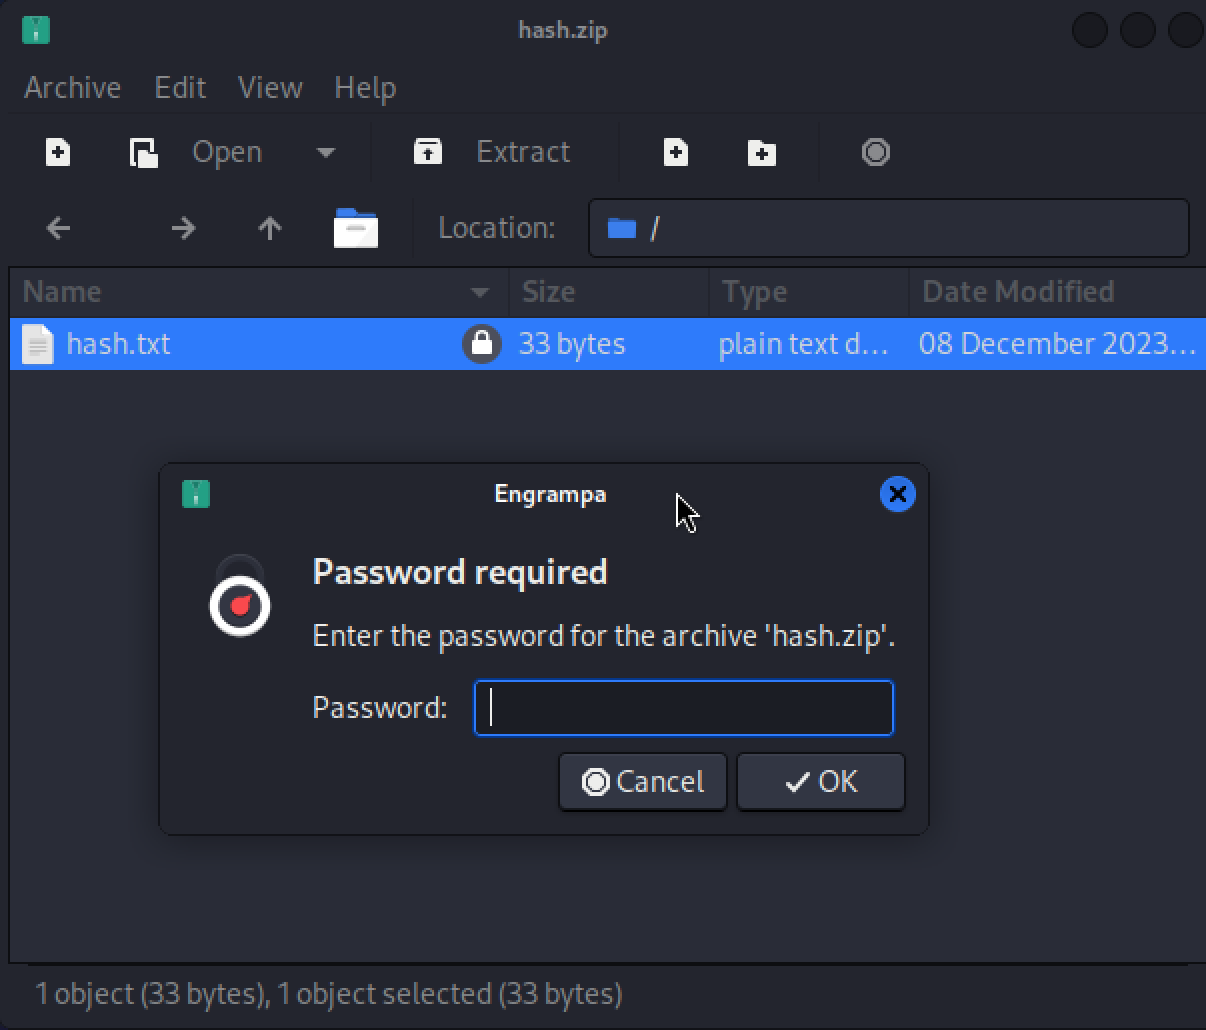 hash.zip
Archive Edit View Help
Open Extract
Location: /
Name Size Type Date Modified
hash.txt 33 bytes plain text d... 08 December 2023...
Engrampa
Password required
Enter the password for the archive 'hash.zip'.
Password:
Cancel OK
1 object (33 bytes), 1 object selected (33 bytes)